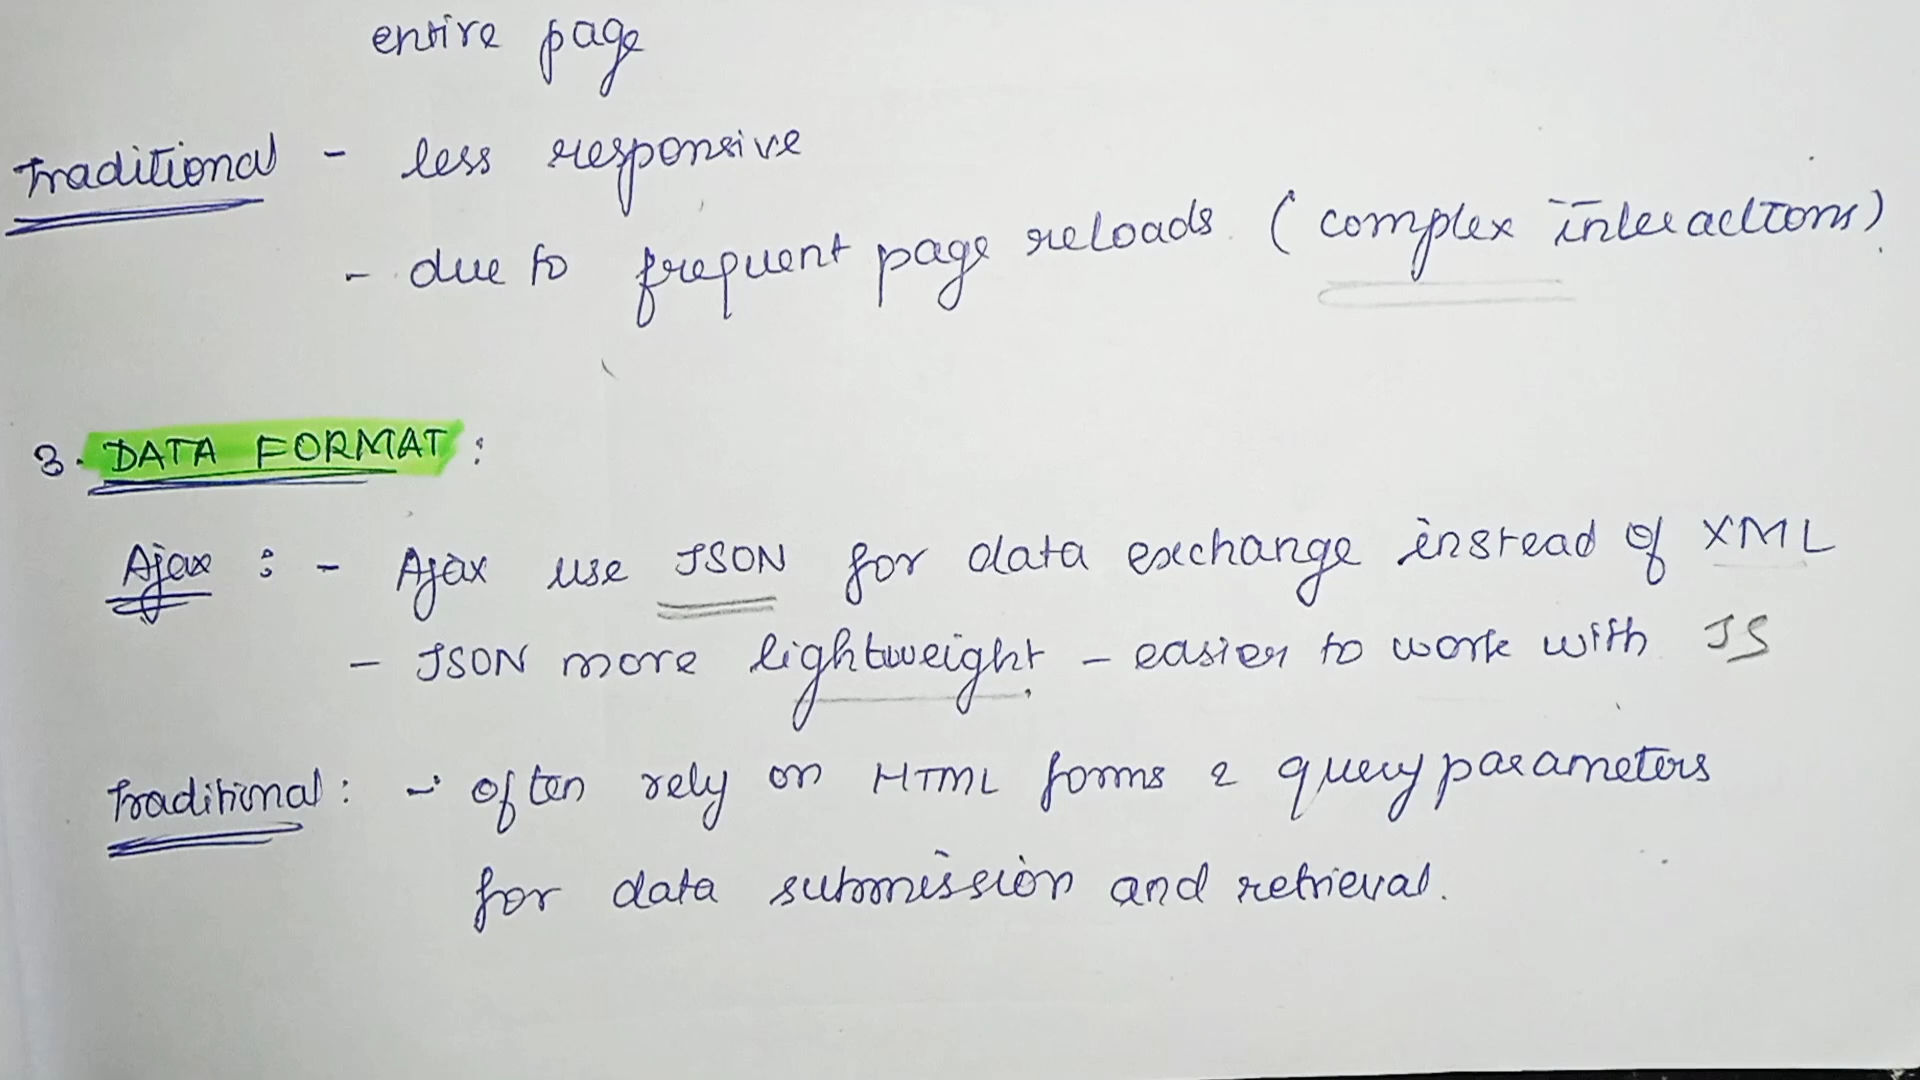 entire page
Traditional - less responsive
- due to frequent page reloads. (complex interactions)
3. DATA FORMAT :
Ajax : - Ajax use JSON for data exchange instead of XML
- JSON more lightweight - easier to work with JS
Traditional : - often rely on HTML forms & query parameters
for data submission and retrieval.